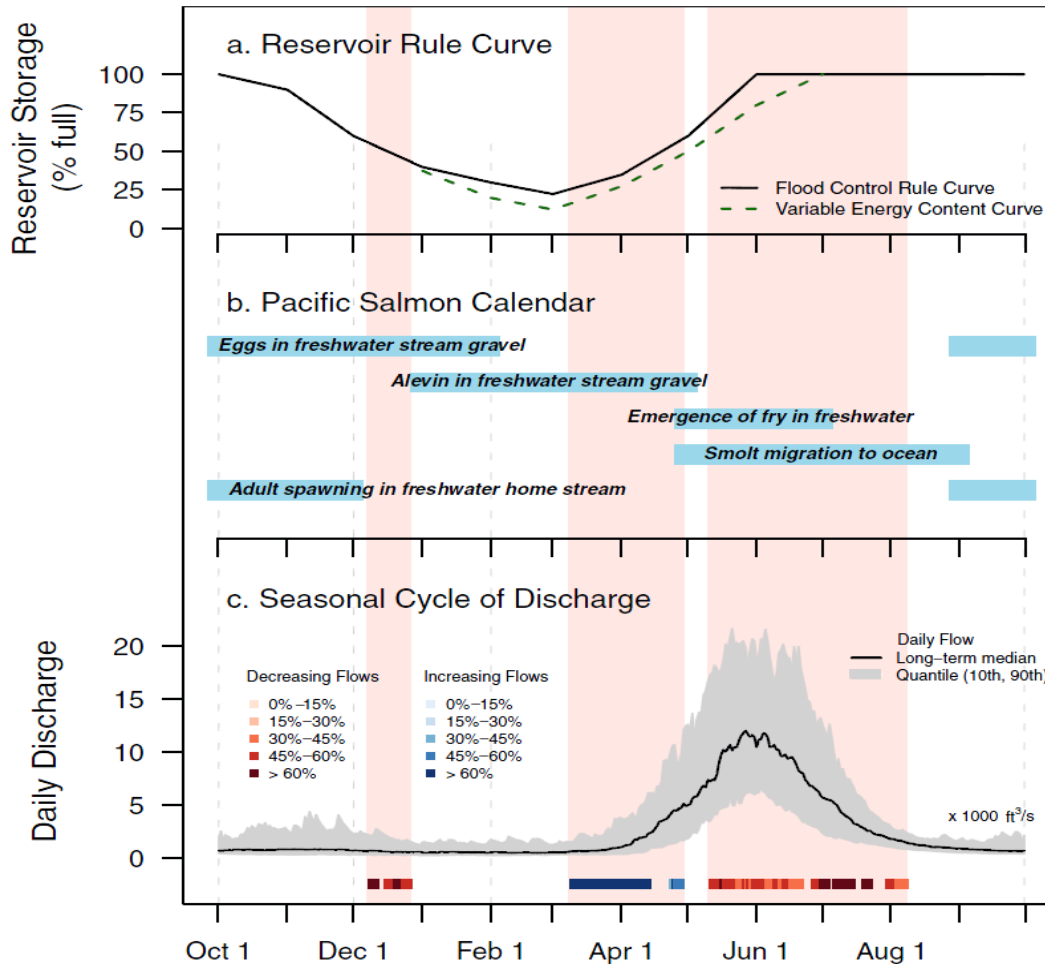 a. Reservoir Rule Curve
Reservoir Storage
(% full)
100
75
50
25
0
Flood Control Rule Curve
Variable Energy Content Curve
b. Pacific Salmon Calendar
Eggs in freshwater stream gravel
Alevin in freshwater stream gravel
Emergence of fry in freshwater
Smolt migration to ocean
Adult spawning in freshwater home stream
c. Seasonal Cycle of Discharge
Daily Discharge
20
15
10
5
0
Decreasing Flows
0%–15%
15%–30%
30%–45%
45%–60%
> 60%
Increasing Flows
0%–15%
15%–30%
30%–45%
45%–60%
> 60%
Daily Flow
Long–term median
Quantile (10th, 90th)
x 1000 ft³/s
Oct 1 Dec 1 Feb 1 Apr 1 Jun 1 Aug 1